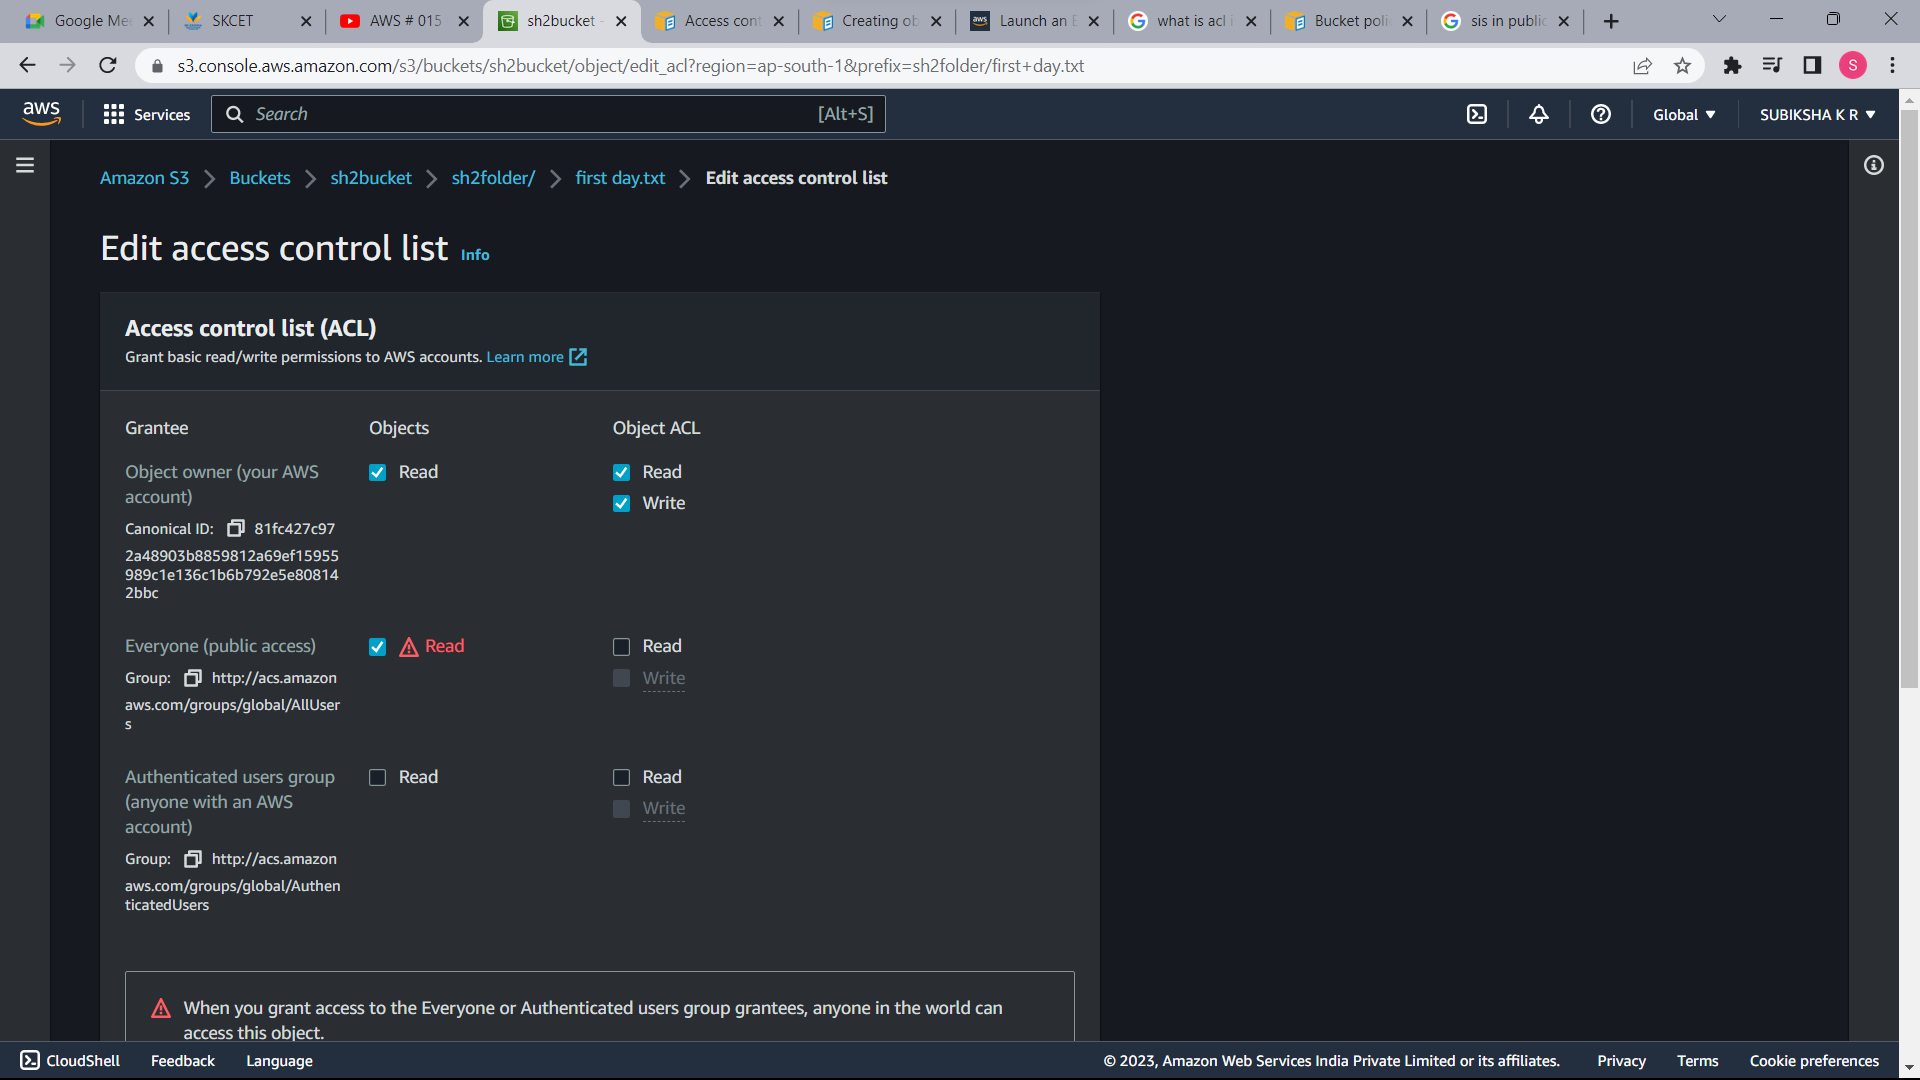 Google Me
SKCET
AWS # 015
sh2bucket -
Access cont
Creating ob
Launch an E
what is acl i
Bucket poli
sis in public
s3.console.aws.amazon.com/s3/buckets/sh2bucket/object/edit_acl?region=ap-south-1&prefix=sh2folder/first+day.txt
S
aws
Services
Search
[Alt+S]
Global
SUBIKSHA K R
Amazon S3
Buckets
sh2bucket
sh2folder/
first day.txt
Edit access control list
Edit access control list Info
Access control list (ACL)
Grant basic read/write permissions to AWS accounts. Learn more
Grantee
Objects
Object ACL
Object owner (your AWS
account)
Canonical ID: 81fc427c97
2a48903b8859812a69ef15955
989c1e136c1b6b792e5e80814
2bbc
Read
Read
Write
Everyone (public access)
Group: http://acs.amazon
aws.com/groups/global/AllUser
s
Read
Read
Write
Authenticated users group
(anyone with an AWS
account)
Group: http://acs.amazon
aws.com/groups/global/Authen
ticatedUsers
Read
Read
Write
When you grant access to the Everyone or Authenticated users group grantees, anyone in the world can
access this object.
CloudShell
Feedback
Language
© 2023, Amazon Web Services India Private Limited or its affiliates.
Privacy
Terms
Cookie preferences